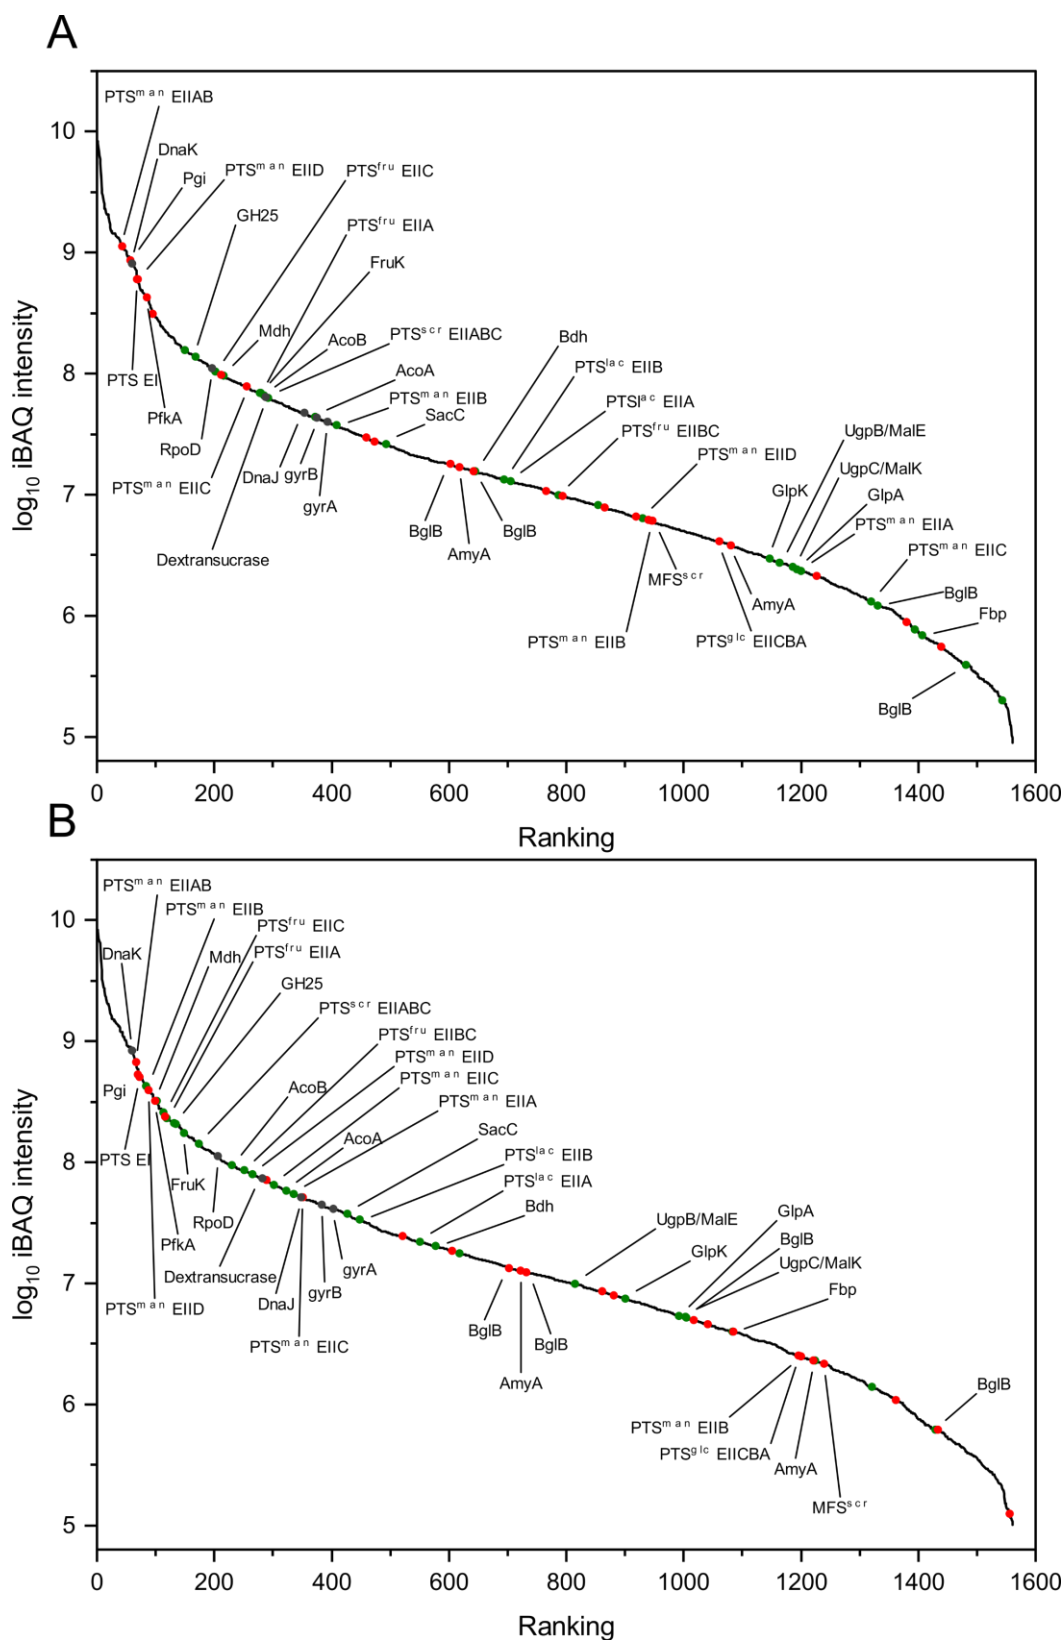 A
PTSᵐᵃⁿ EIIAB
DnaK
Pgi
PTSᵐᵃⁿ EIID
PTSᶠʳᵘ EIIC
GH25
PTSᶠʳᵘ EIIA
FruK
Mdh
AcoB
PTSˢᶜʳ EIIABC
AcoA
PTSᵐᵃⁿ EIIB
SacC
Bdh
PTSˡᵃᶜ EIIB
PTSlᵃᶜ EIIA
PTSᶠʳᵘ EIIBC
PTSᵐᵃⁿ EIID
UgpB/MalE
UgpC/MalK
GlpK
GlpA
PTSᵐᵃⁿ EIIA
PTSᵐᵃⁿ EIIC
BglB
Fbp
PTS EI
PfkA
RpoD
PTSᵐᵃⁿ EIIC
DnaJ
gyrB
gyrA
Dextransucrase
BglB
AmyA
BglB
MFSˢᶜʳ
PTSᵐᵃⁿ EIIB
AmyA
PTSᵍˡᶜ EIICBA
BglB
10
9
8
7
6
5
log₁₀ iBAQ intensity
0 200 400 600 800 1000 1200 1400 1600
Ranking
B
PTSᵐᵃⁿ EIIAB
PTSᵐᵃⁿ EIIB
PTSᶠʳᵘ EIIC
DnaK
Mdh
PTSᶠʳᵘ EIIA
GH25
PTSˢᶜʳ EIIABC
PTSᶠʳᵘ EIIBC
PTSᵐᵃⁿ EIID
PTSᵐᵃⁿ EIIC
AcoB
PTSᵐᵃⁿ EIIA
AcoA
SacC
PTSˡᵃᶜ EIIB
PTSˡᵃᶜ EIIA
Bdh
UgpB/MalE
GlpA
GlpK
BglB
UgpC/MalK
Fbp
BglB
Pgi
PTS EI
FruK
RpoD
PfkA
Dextransucrase
PTSᵐᵃⁿ EIID
DnaJ
gyrB
gyrA
PTSᵐᵃⁿ EIIC
BglB
BglB
AmyA
PTSᵐᵃⁿ EIIB
PTSᵍˡᶜ EIICBA
AmyA
MFSˢᶜʳ
10
9
8
7
6
5
log₁₀ iBAQ intensity
0 200 400 600 800 1000 1200 1400 1600
Ranking